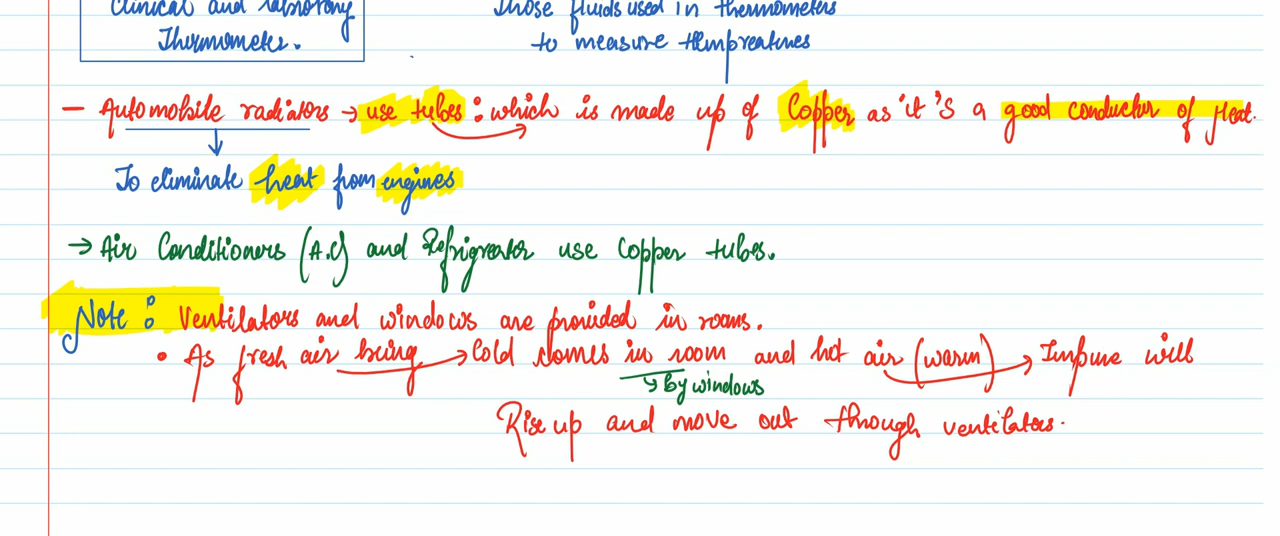 Clinical and laboratory
Thermometer.
Those fluids used in thermometers
to measure tempreatures
— Automobile radiators → use tubes : which is made up of Copper as it's a good conductor of Heat.
To eliminate heat from engines
→ Air Conditioners (A.C) and Refrigreator use Copper tubes.
Note : Ventilators and windows are provided in rooms.
• As fresh air being → Cold comes in room and hot air (warm) → Impure will
↳ By windows
Rise up and move out through ventilators.